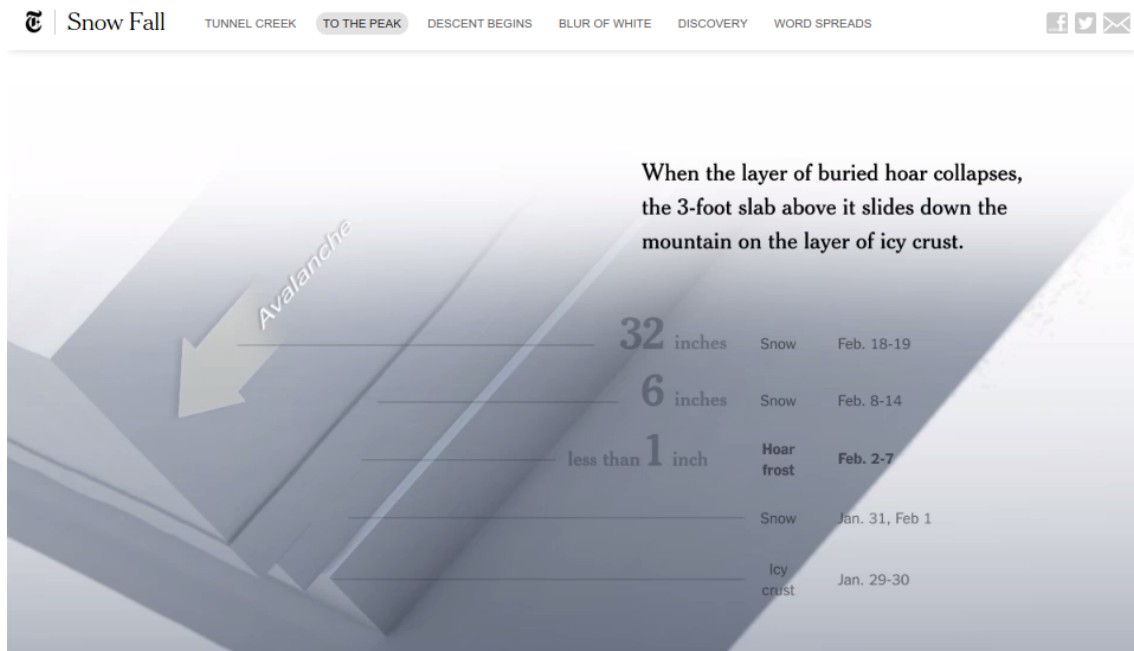 Snow Fall
TUNNEL CREEK TO THE PEAK DESCENT BEGINS BLUR OF WHITE DISCOVERY WORD SPREADS
When the layer of buried hoar collapses,
the 3-foot slab above it slides down the
mountain on the layer of icy crust.
Avalanche
32 inches Snow Feb. 18-19
6 inches Snow Feb. 8-14
less than 1 inch Hoar frost Feb. 2-7
Snow Jan. 31, Feb 1
Icy crust Jan. 29-30